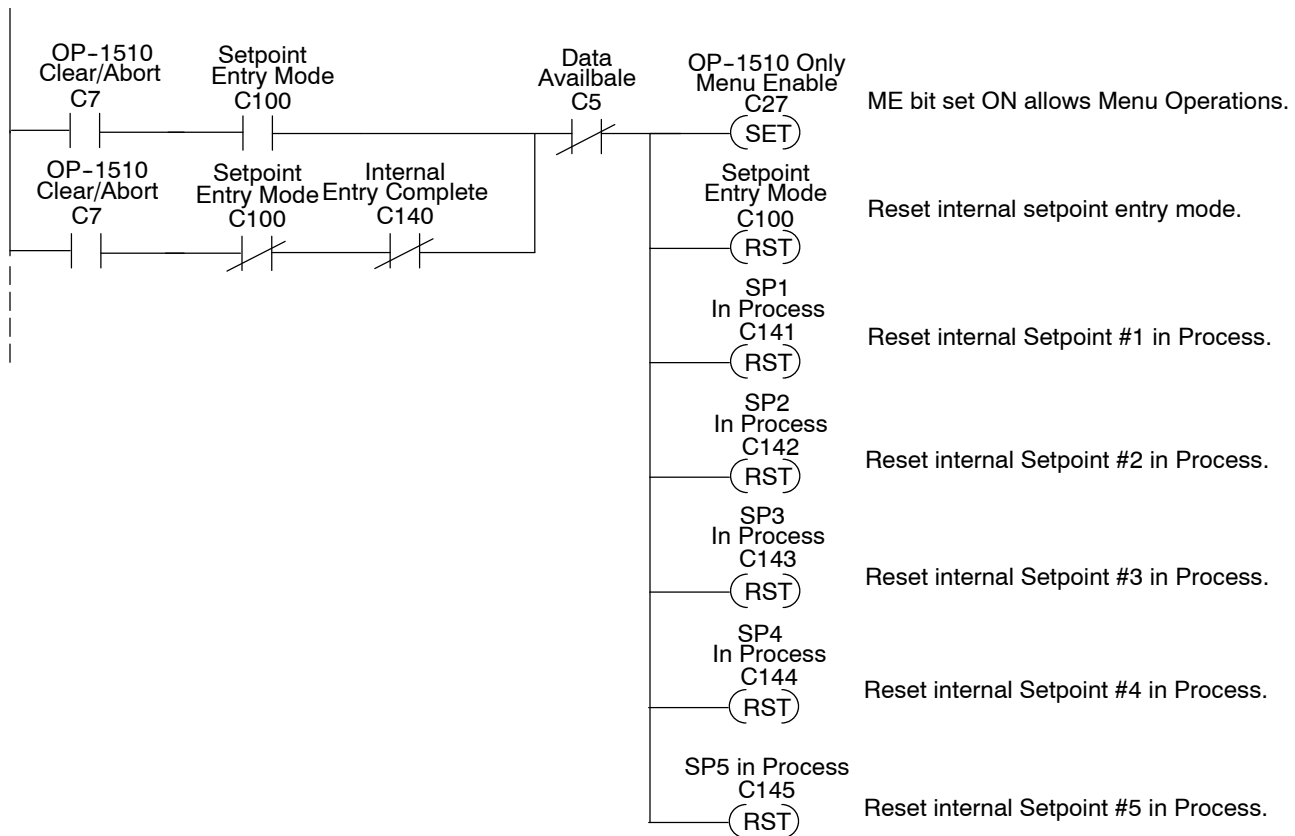 OP-1510
Clear/Abort
C7
Setpoint
Entry Mode
C100
Data
Availbale
C5
OP-1510 Only
Menu Enable
C27
SET
ME bit set ON allows Menu Operations.
OP-1510
Clear/Abort
C7
Setpoint
Entry Mode
C100
Internal
Entry Complete
C140
Setpoint
Entry Mode
C100
RST
Reset internal setpoint entry mode.
SP1
In Process
C141
RST
Reset internal Setpoint #1 in Process.
SP2
In Process
C142
RST
Reset internal Setpoint #2 in Process.
SP3
In Process
C143
RST
Reset internal Setpoint #3 in Process.
SP4
In Process
C144
RST
Reset internal Setpoint #4 in Process.
SP5 in Process
C145
RST
Reset internal Setpoint #5 in Process.